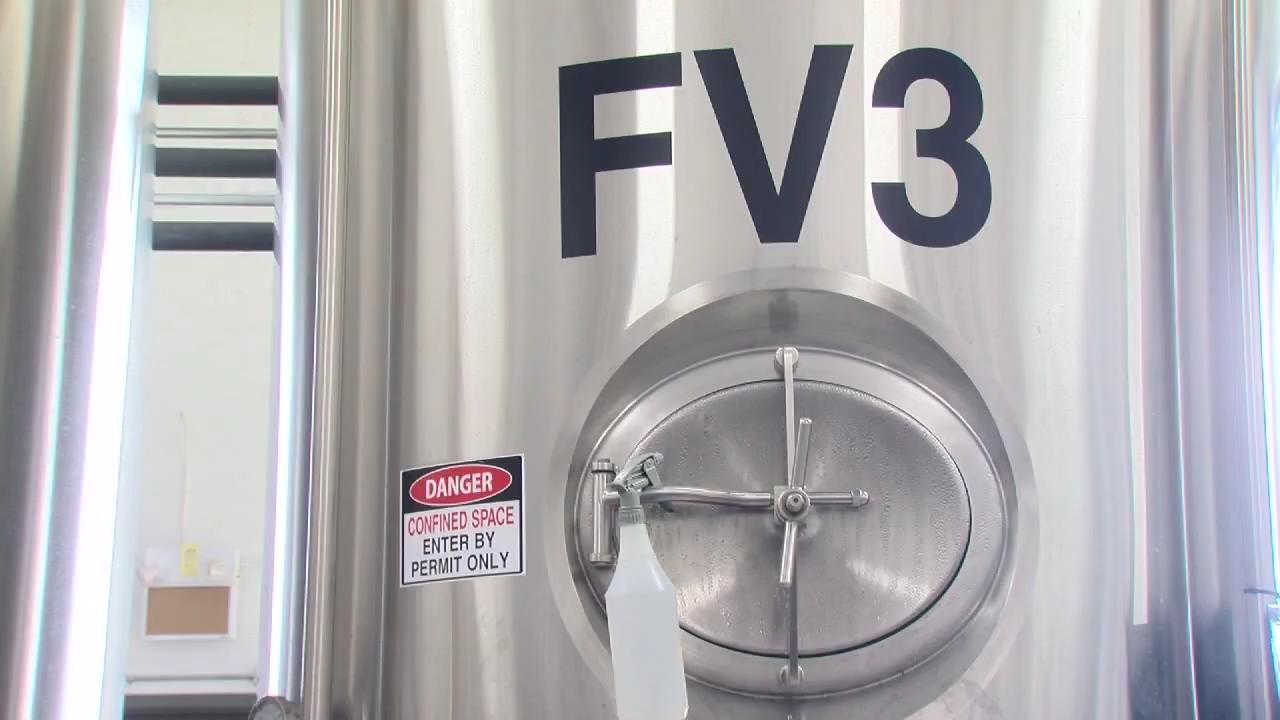 FV3
DANGER
CONFINED SPACE
ENTER BY
PERMIT ONLY